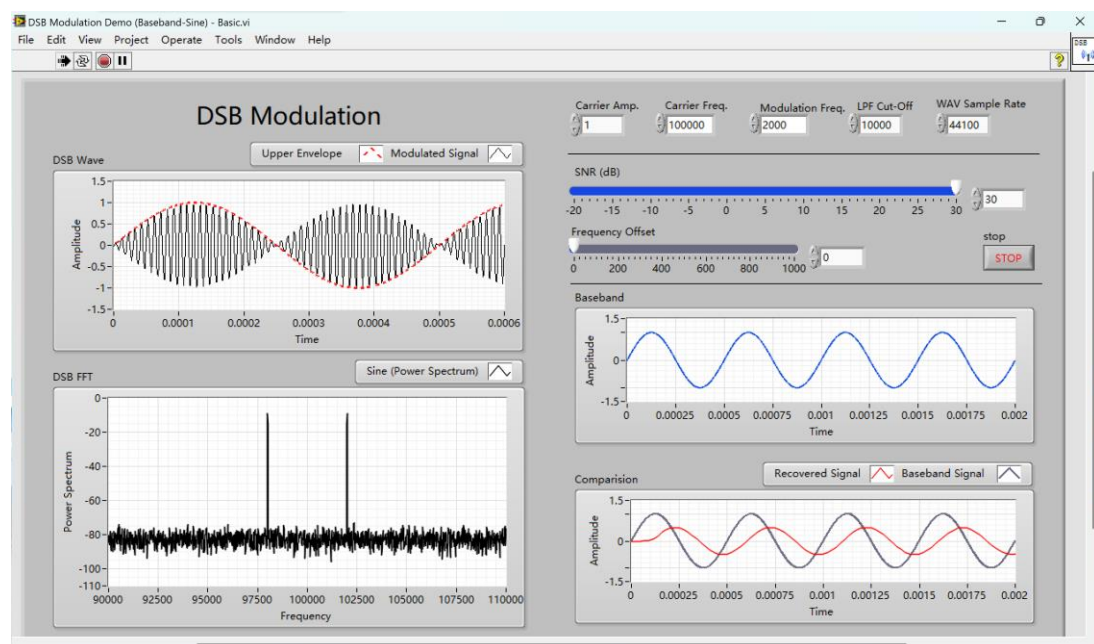 DSB Modulation Demo (Baseband-Sine) - Basic.vi
File Edit View Project Operate Tools Window Help
DSB
DSB Modulation
Carrier Amp. Carrier Freq. Modulation Freq. LPF Cut-Off WAV Sample Rate
1 100000 2000 10000 44100
DSB Wave
Upper Envelope Modulated Signal
1.5
1
0.5
0
-0.5
-1
-1.5
Amplitude
0 0.0001 0.0002 0.0003 0.0004 0.0005 0.0006
Time
SNR (dB)
-20 -15 -10 -5 0 5 10 15 20 25 30
30
Frequency Offset
0 200 400 600 800 1000
0
stop
STOP
Baseband
1.5
0
-1.5
Amplitude
0 0.00025 0.0005 0.00075 0.001 0.00125 0.0015 0.00175 0.002
Time
DSB FFT
Sine (Power Spectrum)
0
-20
-40
-60
-80
-100
-110
Power Spectrum
90000 92500 95000 97500 100000 102500 105000 107500 110000
Frequency
Comparision
Recovered Signal Baseband Signal
1.5
0
-1.5
Amplitude
0 0.00025 0.0005 0.00075 0.001 0.00125 0.0015 0.00175 0.002
Time